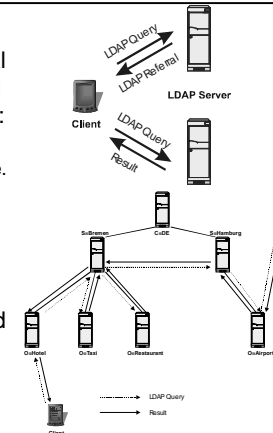 LDAP Query
LDAP Referral
LDAP Server
Client
LDAP Query
Result
C=DE
S=Bremen
S=Hamburg
O=Hotel
O=Taxi
O=Restaurant
O=Airport
LDAP Query
Result
Client